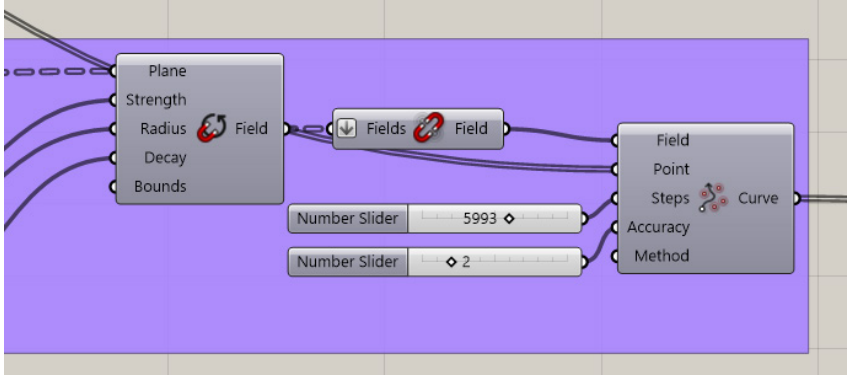 Plane
Strength
Radius
Field
Decay
Bounds
Fields
Field
Number Slider
5993
Number Slider
2
Field
Point
Steps
Curve
Accuracy
Method